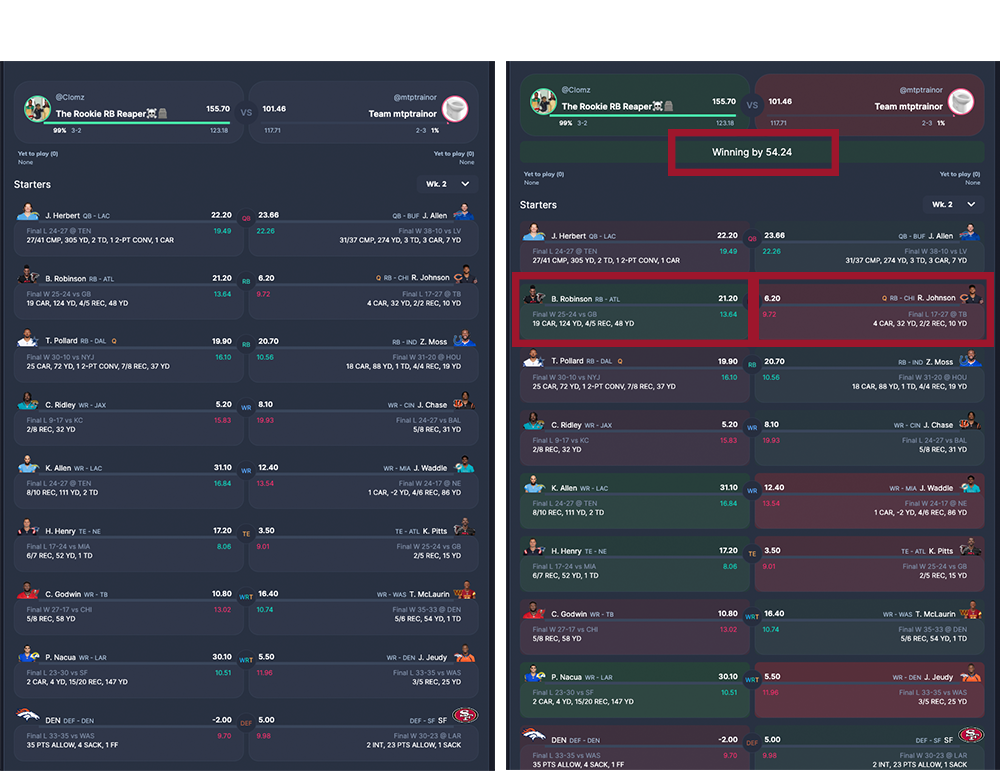 @Clomz
The Rookie RB Reaper☠️🪦 155.70
99% 3-2 123.18
VS
@mtptrainor
101.46 Team mtptrainor
117.71 2-3 1%
Yet to play (0) Yet to play (0)
None None
Starters Wk. 2
J. Herbert QB - LAC 22.20 QB 23.66 QB - BUF J. Allen
Final L 24-27 @ TEN 19.49 22.26 Final W 38-10 vs LV
27/41 CMP, 305 YD, 2 TD, 1 2-PT CONV, 1 CAR 31/37 CMP, 274 YD, 3 TD, 3 CAR, 7 YD
B. Robinson RB - ATL 21.20 RB 6.20 Q RB - CHI R. Johnson
Final W 25-24 vs GB 13.64 9.72 Final L 17-27 @ TB
19 CAR, 124 YD, 4/5 REC, 48 YD 4 CAR, 32 YD, 2/2 REC, 10 YD
T. Pollard RB - DAL Q 19.90 RB 20.70 RB - IND Z. Moss
Final W 30-10 vs NYJ 16.10 10.56 Final W 31-20 @ HOU
25 CAR, 72 YD, 1 2-PT CONV, 7/8 REC, 37 YD 18 CAR, 88 YD, 1 TD, 4/4 REC, 19 YD
C. Ridley WR - JAX 5.20 WR 8.10 WR - CIN J. Chase
Final L 9-17 vs KC 15.83 19.93 Final L 24-27 vs BAL
2/8 REC, 32 YD 5/8 REC, 31 YD
K. Allen WR - LAC 31.10 WR 12.40 WR - MIA J. Waddle
Final L 24-27 @ TEN 16.84 13.54 Final W 24-17 @ NE
8/10 REC, 111 YD, 2 TD 1 CAR, -2 YD, 4/6 REC, 86 YD
H. Henry TE - NE 17.20 TE 3.50 TE - ATL K. Pitts
Final L 17-24 vs MIA 8.06 9.01 Final W 25-24 vs GB
6/7 REC, 52 YD, 1 TD 2/5 REC, 15 YD
C. Godwin WR - TB 10.80 WRT 16.40 WR - WAS T. McLaurin
Final W 27-17 vs CHI 13.02 10.74 Final W 35-33 @ DEN
5/8 REC, 58 YD 5/6 REC, 54 YD, 1 TD
P. Nacua WR - LAR 30.10 WRT 5.50 WR - DEN J. Jeudy
Final L 23-30 vs SF 10.51 11.96 Final L 33-35 vs WAS
2 CAR, 4 YD, 15/20 REC, 147 YD 3/5 REC, 25 YD
DEN DEF - DEN -2.00 DEF 5.00 DEF - SF SF
Final L 33-35 vs WAS 9.70 9.98 Final W 30-23 @ LAR
35 PTS ALLOW, 4 SACK, 1 FF 2 INT, 23 PTS ALLOW, 1 SACK
@Clomz
The Rookie RB Reaper☠️🪦 155.70
99% 3-2 123.18
VS
@mtptrainor
101.46 Team mtptrainor
117.71 2-3 1%
Winning by 54.24
Yet to play (0) Yet to play (0)
None None
Starters Wk. 2
J. Herbert QB - LAC 22.20 QB 23.66 QB - BUF J. Allen
Final L 24-27 @ TEN 19.49 22.26 Final W 38-10 vs LV
27/41 CMP, 305 YD, 2 TD, 1 2-PT CONV, 1 CAR 31/37 CMP, 274 YD, 3 TD, 3 CAR, 7 YD
B. Robinson RB - ATL 21.20 6.20 Q RB - CHI R. Johnson
Final W 25-24 vs GB 13.64 9.72 Final L 17-27 @ TB
19 CAR, 124 YD, 4/5 REC, 48 YD 4 CAR, 32 YD, 2/2 REC, 10 YD
T. Pollard RB - DAL Q 19.90 RB 20.70 RB - IND Z. Moss
Final W 30-10 vs NYJ 16.10 10.56 Final W 31-20 @ HOU
25 CAR, 72 YD, 1 2-PT CONV, 7/8 REC, 37 YD 18 CAR, 88 YD, 1 TD, 4/4 REC, 19 YD
C. Ridley WR - JAX 5.20 WR 8.10 WR - CIN J. Chase
Final L 9-17 vs KC 15.83 19.93 Final L 24-27 vs BAL
2/8 REC, 32 YD 5/8 REC, 31 YD
K. Allen WR - LAC 31.10 WR 12.40 WR - MIA J. Waddle
Final L 24-27 @ TEN 16.84 13.54 Final W 24-17 @ NE
8/10 REC, 111 YD, 2 TD 1 CAR, -2 YD, 4/6 REC, 86 YD
H. Henry TE - NE 17.20 TE 3.50 TE - ATL K. Pitts
Final L 17-24 vs MIA 8.06 9.01 Final W 25-24 vs GB
6/7 REC, 52 YD, 1 TD 2/5 REC, 15 YD
C. Godwin WR - TB 10.80 WRT 16.40 WR - WAS T. McLaurin
Final W 27-17 vs CHI 13.02 10.74 Final W 35-33 @ DEN
5/8 REC, 58 YD 5/6 REC, 54 YD, 1 TD
P. Nacua WR - LAR 30.10 WRT 5.50 WR - DEN J. Jeudy
Final L 23-30 vs SF 10.51 11.96 Final L 33-35 vs WAS
2 CAR, 4 YD, 15/20 REC, 147 YD 3/5 REC, 25 YD
DEN DEF - DEN -2.00 DEF 5.00 DEF - SF SF
Final L 33-35 vs WAS 9.70 9.98 Final W 30-23 @ LAR
35 PTS ALLOW, 4 SACK, 1 FF 2 INT, 23 PTS ALLOW, 1 SACK